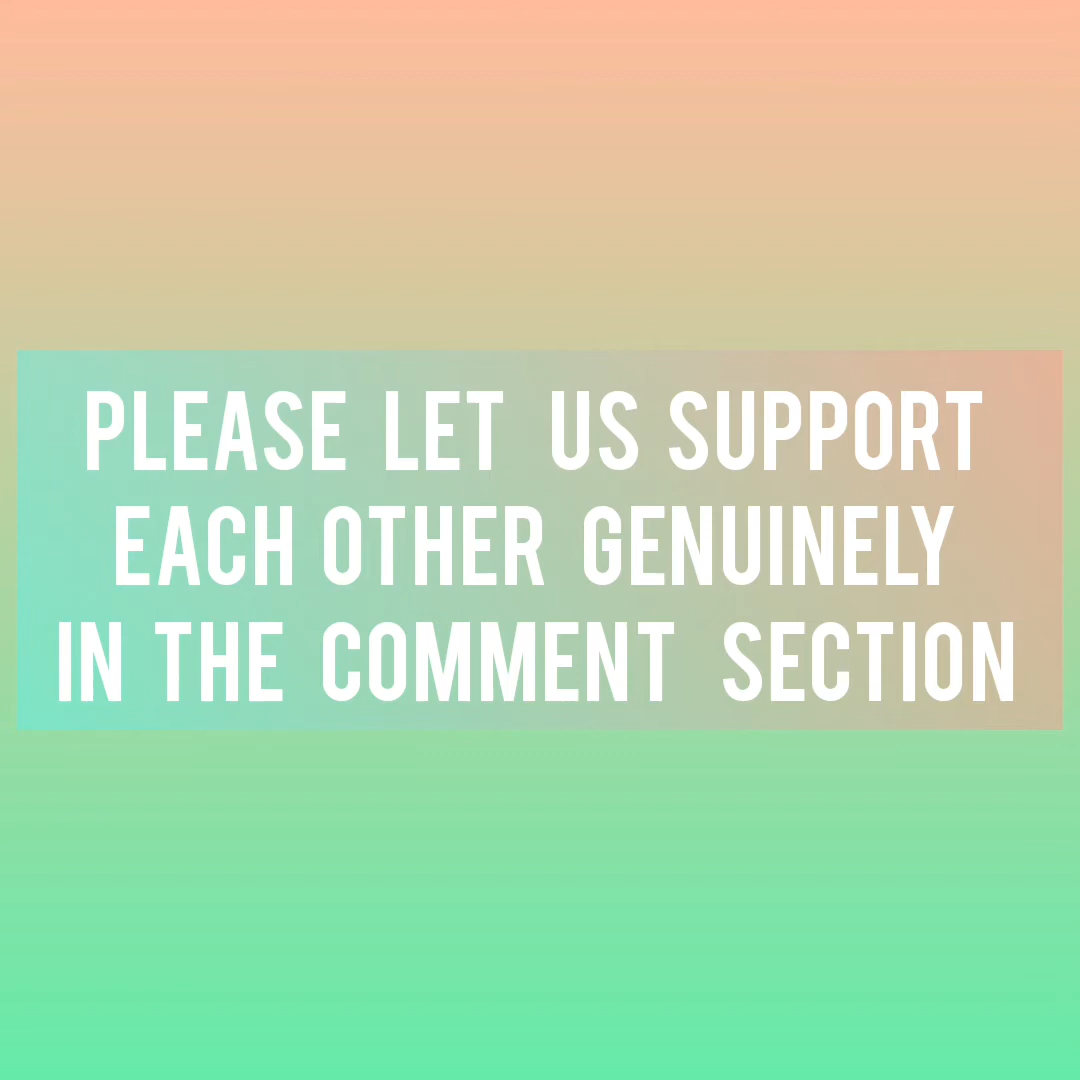 PLEASE LET US SUPPORT
EACH OTHER GENUINELY
IN THE COMMENT SECTION